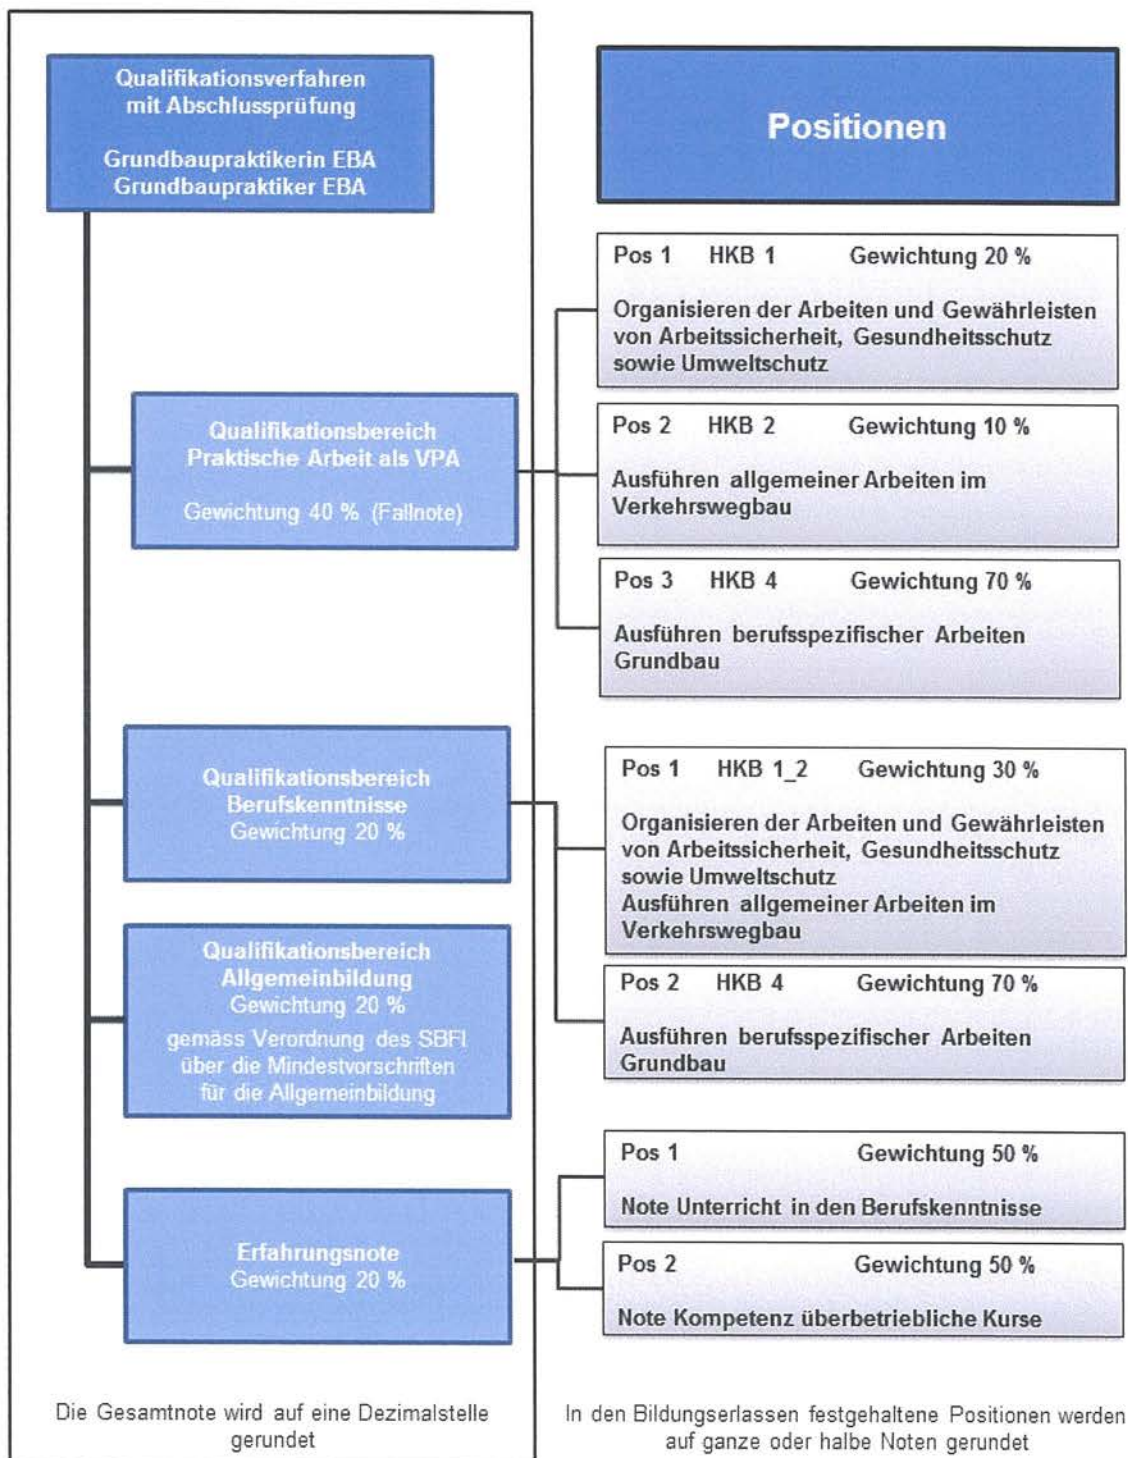 Qualifikationsverfahren
mit Abschlussprüfung
Grundbaupraktikerin EBA
Grundbaupraktiker EBA
Positionen
Qualifikationsbereich
Praktische Arbeit als VPA
Gewichtung 40 % (Fallnote)
Pos 1 HKB 1 Gewichtung 20 %
Organisieren der Arbeiten und Gewährleisten
von Arbeitssicherheit, Gesundheitsschutz
sowie Umweltschutz
Pos 2 HKB 2 Gewichtung 10 %
Ausführen allgemeiner Arbeiten im
Verkehrswegbau
Pos 3 HKB 4 Gewichtung 70 %
Ausführen berufsspezifischer Arbeiten
Grundbau
Qualifikationsbereich
Berufskenntnisse
Gewichtung 20 %
Pos 1 HKB 1_2 Gewichtung 30 %
Organisieren der Arbeiten und Gewährleisten
von Arbeitssicherheit, Gesundheitsschutz
sowie Umweltschutz
Ausführen allgemeiner Arbeiten im
Verkehrswegbau
Pos 2 HKB 4 Gewichtung 70 %
Ausführen berufsspezifischer Arbeiten
Grundbau
Qualifikationsbereich
Allgemeinbildung
Gewichtung 20 %
gemäss Verordnung des SBFI
über die Mindestvorschriften
für die Allgemeinbildung
Erfahrungsnote
Gewichtung 20 %
Pos 1 Gewichtung 50 %
Note Unterricht in den Berufskenntnisse
Pos 2 Gewichtung 50 %
Note Kompetenz überbetriebliche Kurse
Die Gesamtnote wird auf eine Dezimalstelle
gerundet
In den Bildungserlassen festgehaltene Positionen werden
auf ganze oder halbe Noten gerundet